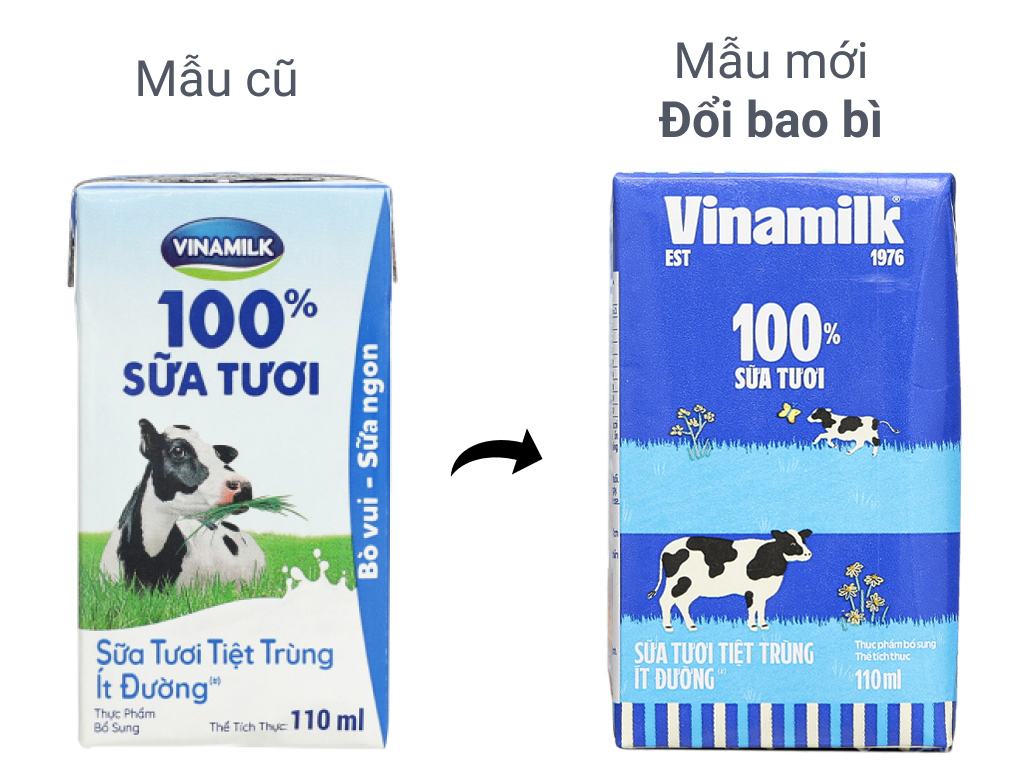 Mẫu cũ
Mẫu mới
Đổi bao bì
VINAMILK
100%
SỮA TƯƠI
Bò vui - Sữa ngon
Sữa Tươi Tiệt Trùng
Ít Đường(#)
Thực Phẩm
Bổ Sung
Thể Tích Thực: 110 ml
Vinamilk®
EST 1976
100%
SỮA TƯƠI
SỮA TƯƠI TIỆT TRÙNG
ÍT ĐƯỜNG(#)
Thực phẩm bổ sung
Thể tích thực
110 ml